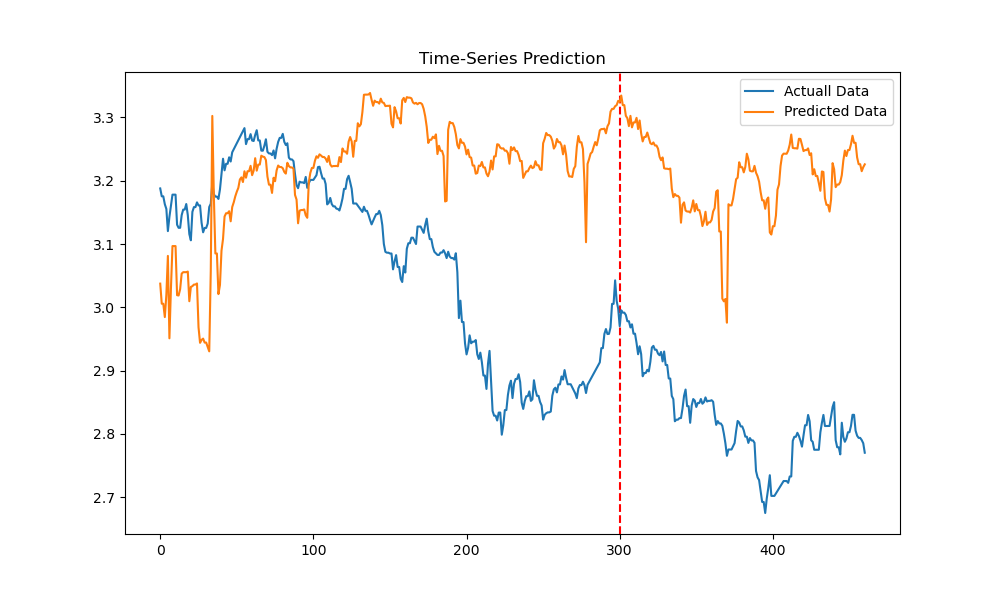 Time-Series Prediction
Actuall Data
Predicted Data
3.3
3.2
3.1
3.0
2.9
2.8
2.7
0 100 200 300 400